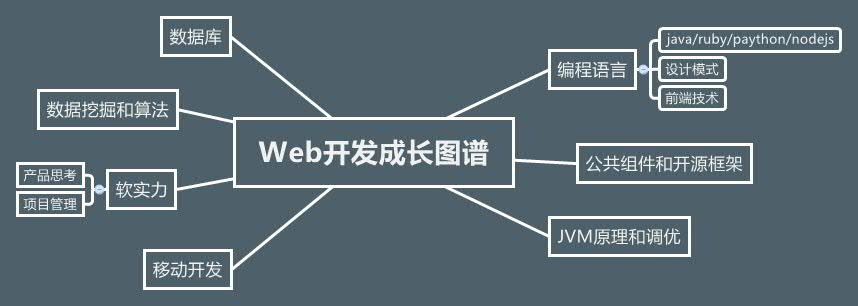 Web开发成长图谱
数据库
数据挖掘和算法
软实力
产品思考
项目管理
移动开发
编程语言
java/ruby/paython/nodejs
设计模式
前端技术
公共组件和开源框架
JVM原理和调优